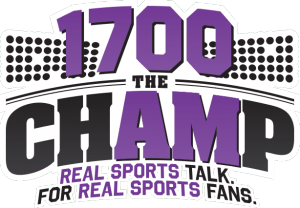 1700
THE
CHAMP
REAL SPORTS TALK.
FOR REAL SPORTS FANS.